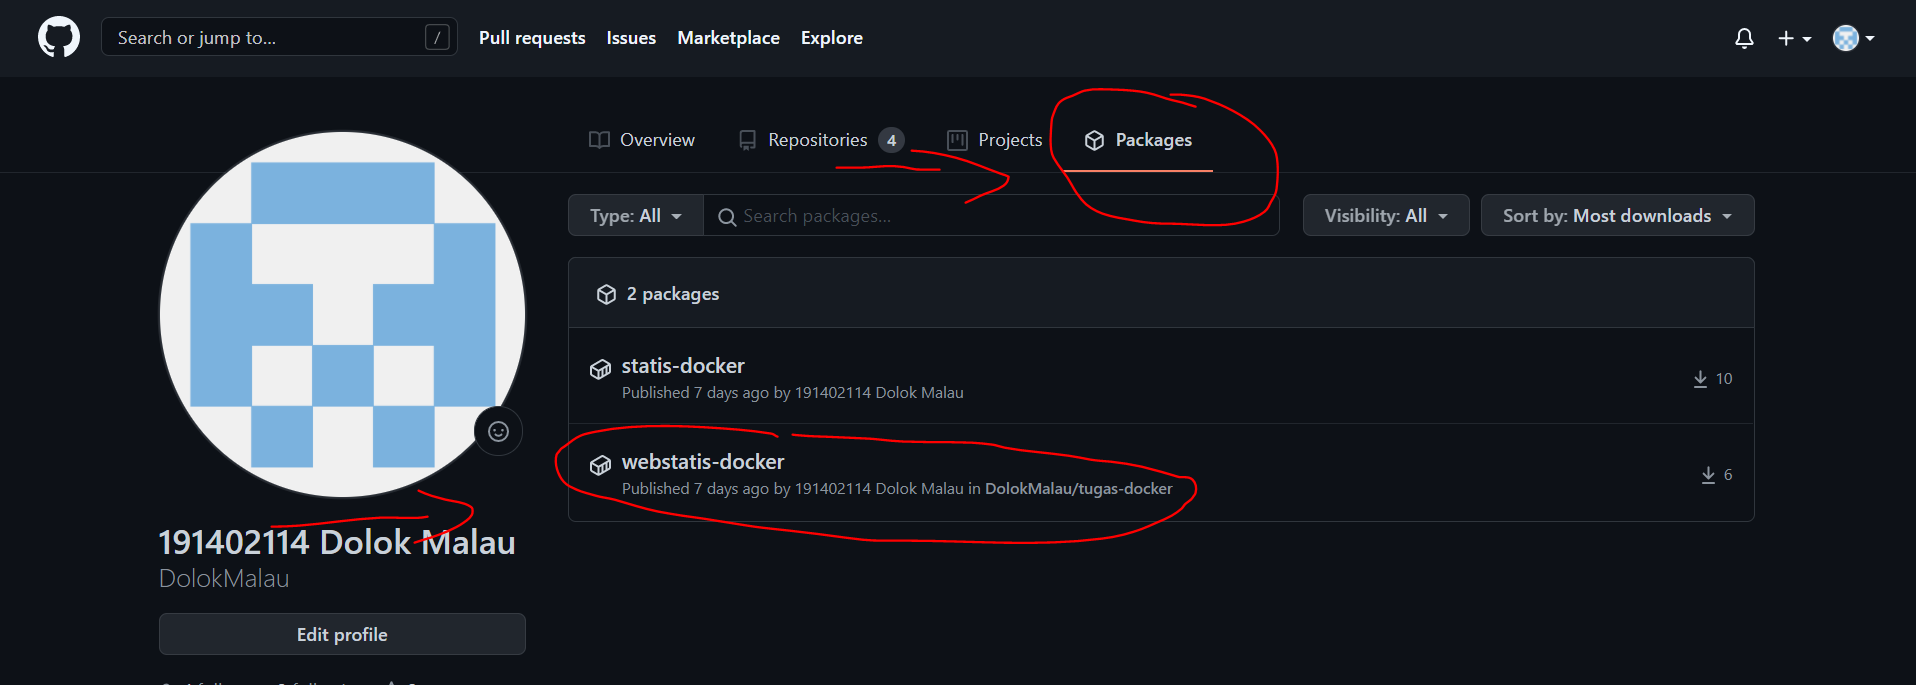 Search or jump to... /
Pull requests Issues Marketplace Explore
Overview Repositories 4 Projects Packages
Type: All Search packages... Visibility: All Sort by: Most downloads
2 packages
statis-docker
Published 7 days ago by 191402114 Dolok Malau
10
webstatis-docker
Published 7 days ago by 191402114 Dolok Malau in DolokMalau/tugas-docker
6
191402114 Dolok Malau
DolokMalau
Edit profile